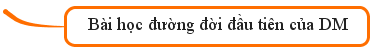 Bài học đường đời đầu tiên của DM